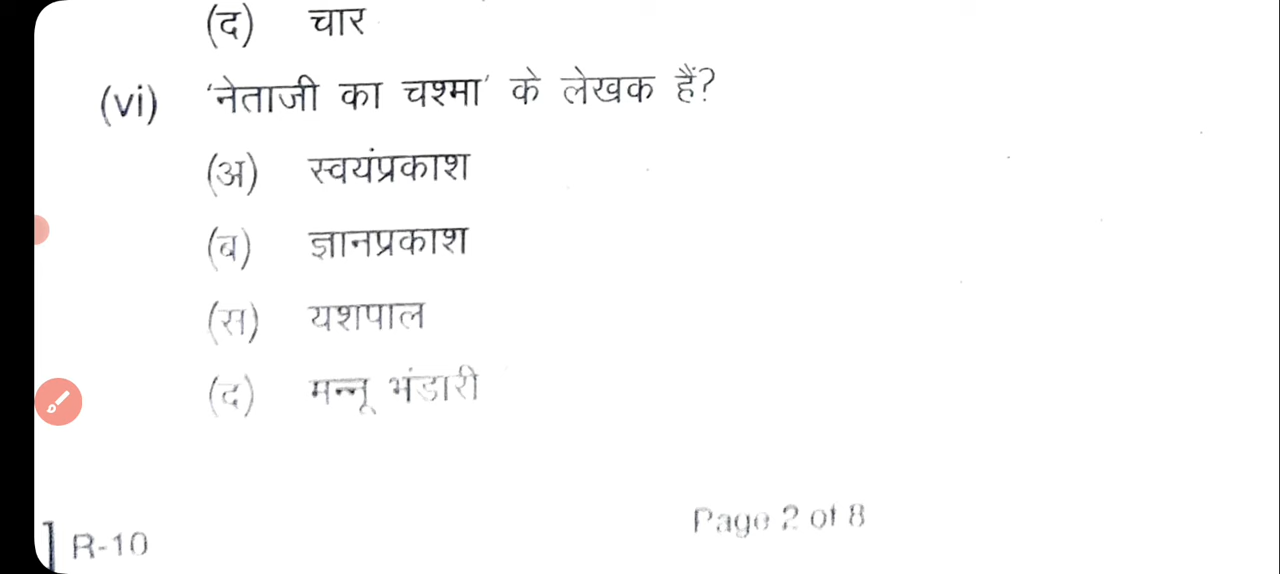 (द) चार
(vi) 'नेताजी का चश्मा' के लेखक हैं?
(अ) स्वयंप्रकाश
(ब) ज्ञानप्रकाश
(स) यशपाल
(द) मन्नू भंडारी
] R-10
Page 2 of 8